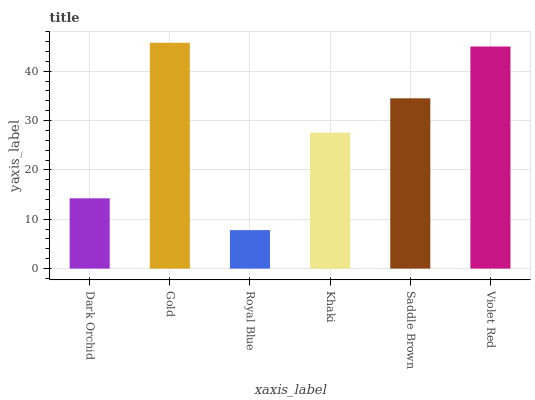 title
yaxis_label
40
30
20
10
0
Dark Orchid
Gold
Royal Blue
Khaki
Saddle Brown
Violet Red
xaxis_label